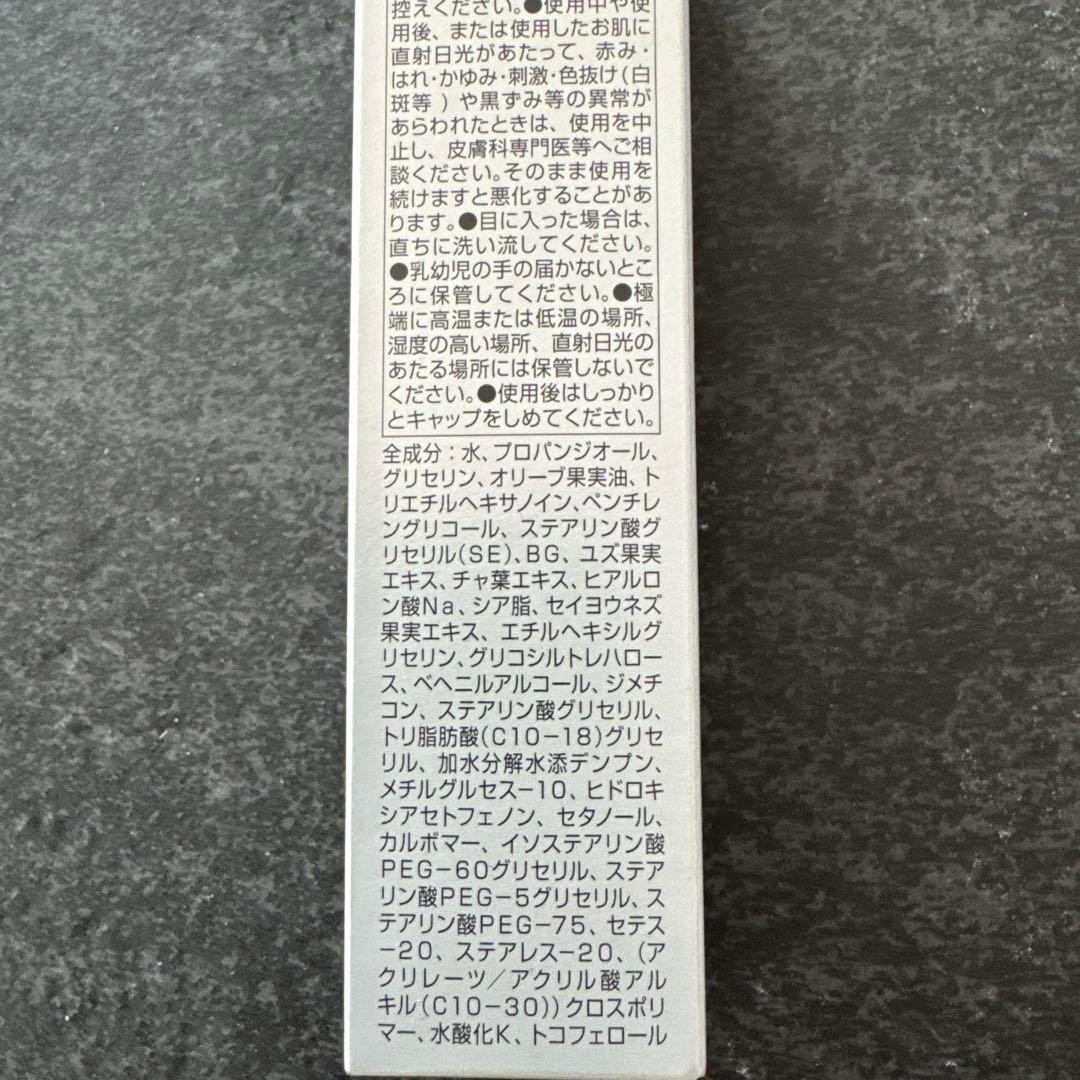 控えください。●使用中や使
用後、または使用したお肌に
直射日光があたって、赤み・
はれ・かゆみ・刺激・色抜け(白
斑等)や黒ずみ等の異常が
あらわれたときは、使用を中
止し、皮膚科専門医等へご相
談ください。そのまま使用を
続けますと悪化することがあ
ります。●目に入った場合は、
直ちに洗い流してください。
●乳幼児の手の届かないとこ
ろに保管してください。●極
端に高温または低温の場所、
湿度の高い場所、直射日光の
あたる場所には保管しないで
ください。●使用後はしっかり
とキャップをしめてください。
全成分：水、プロパンジオール、
グリセリン、オリーブ果実油、ト
リエチルヘキサノイン、ペンチレ
ングリコール、ステアリン酸グ
リセリル(SE)、BG、ユズ果実
エキス、チャ葉エキス、ヒアルロ
ン酸Na、シア脂、セイヨウネズ
果実エキス、エチルヘキシルグ
リセリン、グリコシルトレハロー
ス、ベヘニルアルコール、ジメチ
コン、ステアリン酸グリセリル、
トリ脂肪酸(C10－18)グリセ
リル、加水分解水添デンプン、
メチルグルセス－10、ヒドロキ
シアセトフェノン、セタノール、
カルボマー、イソステアリン酸
PEG－60グリセリル、ステア
リン酸PEG－5グリセリル、ス
テアリン酸PEG－75、セテス
－20、ステアレス－20、(ア
クリレーツ／アクリル酸アル
キル(C10－30))クロスポリ
マー、水酸化K、トコフェロール